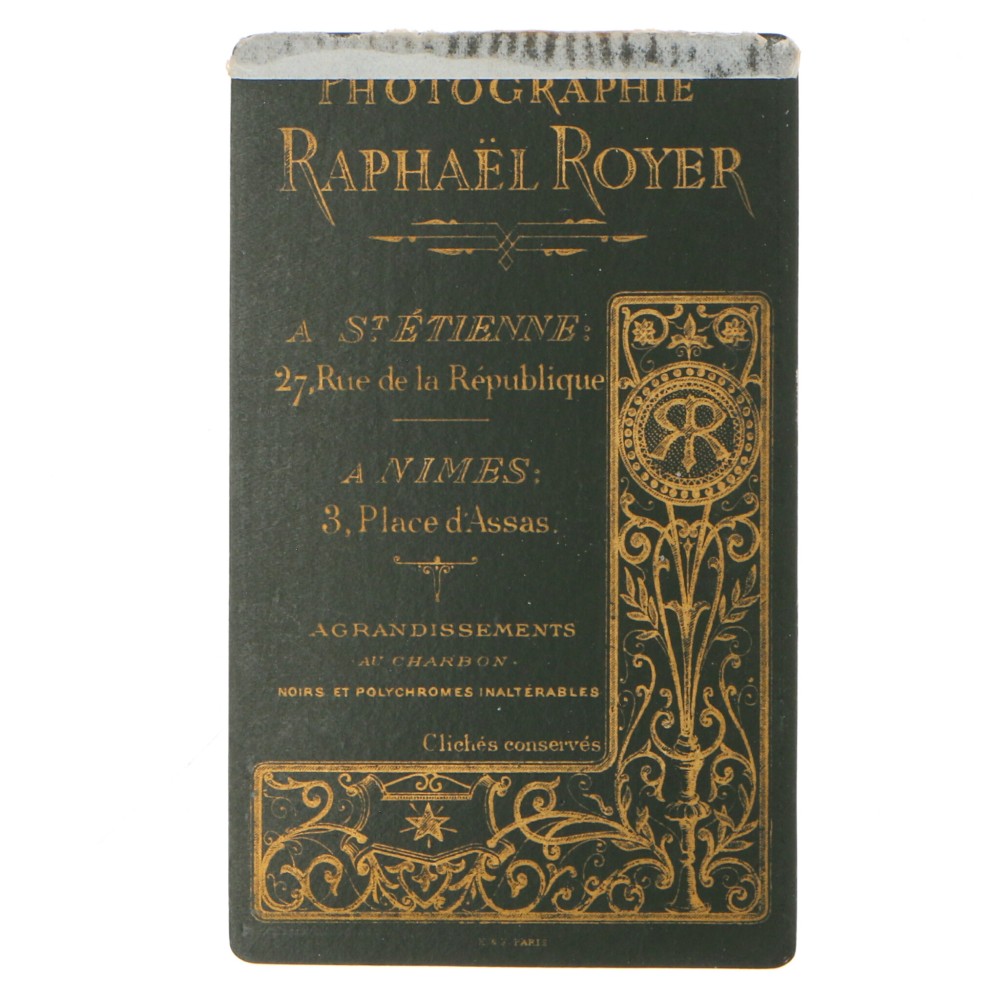 PHOTOGRAPHIE
RAPHAËL ROYER
A ST. ÉTIENNE:
27, Rue de la République
A NIMES:
3, Place d'Assas.
AGRANDISSEMENTS
AU CHARBON.
NOIRS ET POLYCHROMES INALTÉRABLES
Clichés conservés
PARIS